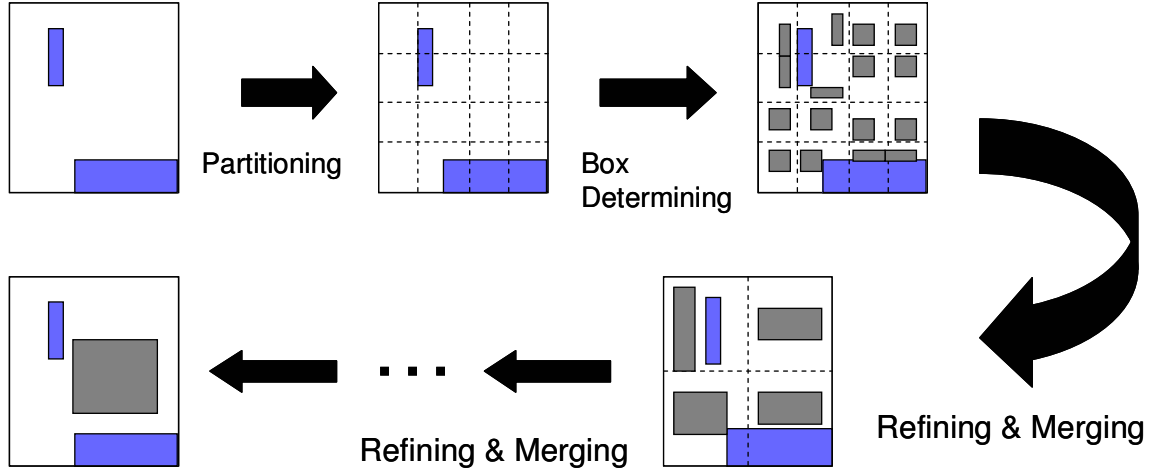 Partitioning
Box
Determining
Refining & Merging
Refining & Merging